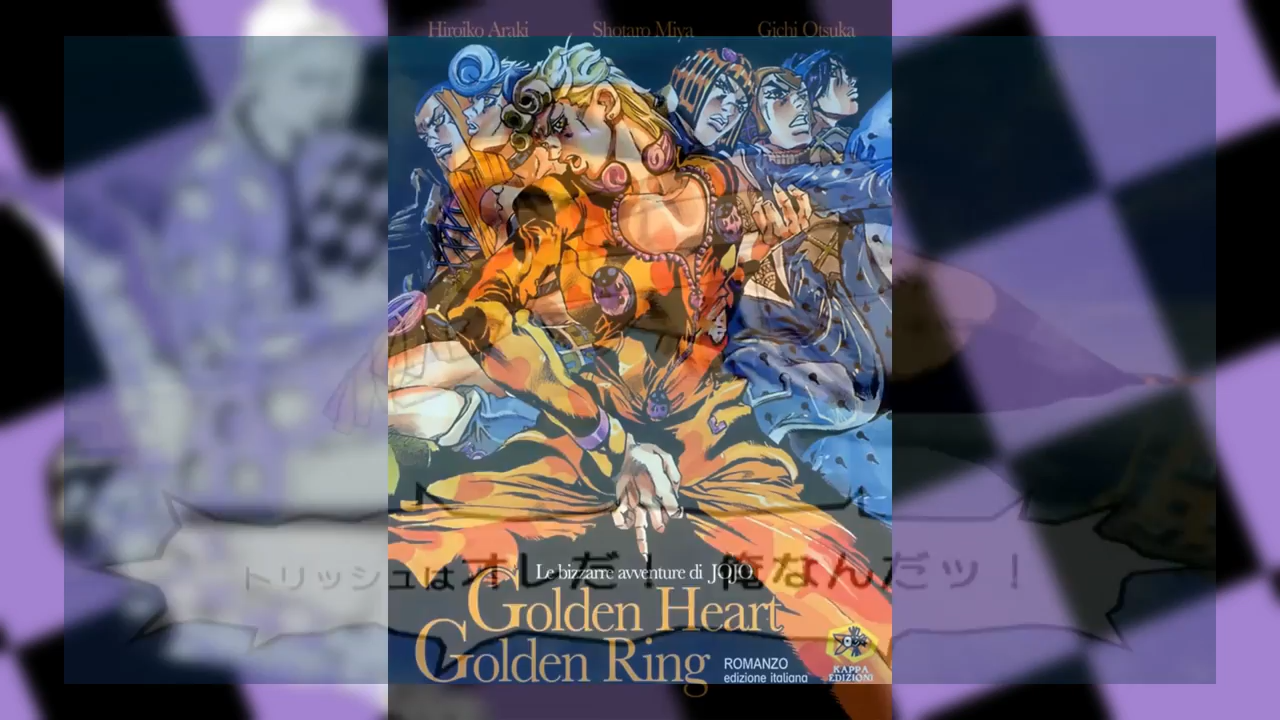 Hiroiko Araki Shotaro Miya Gichi Otsuka
トリッシュはオレだ! 俺なんだッ!
Le bizzarre avventure di JOJO
Golden Heart
Golden Ring
ROMANZO
edizione italiana
KAPPA
EDIZIONI